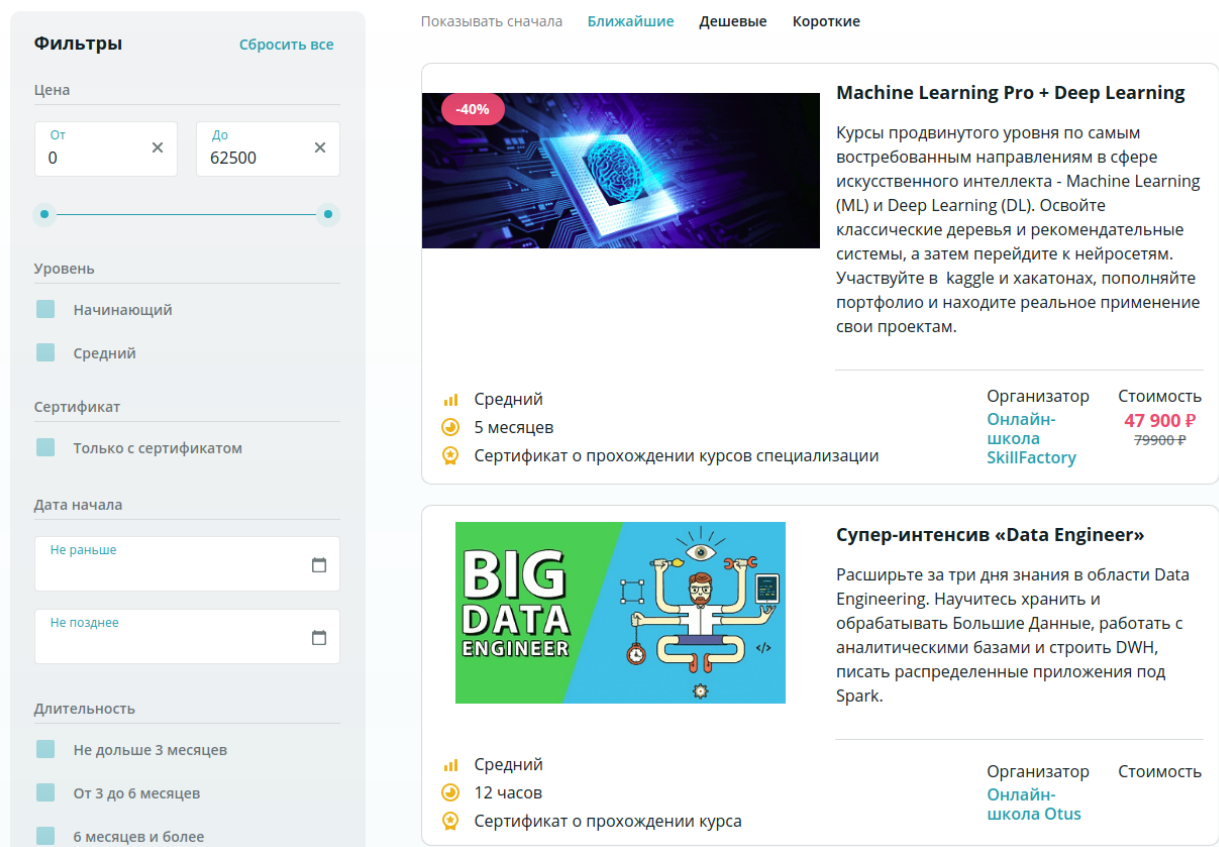 Фильтры
Сбросить все
Цена
От
0
До
62500
Уровень
Начинающий
Средний
Сертификат
Только с сертификатом
Дата начала
Не раньше
Не позднее
Длительность
Не дольше 3 месяцев
От 3 до 6 месяцев
6 месяцев и более
Показывать сначала Ближайшие Дешевые Короткие
-40%
Machine Learning Pro + Deep Learning
Курсы продвинутого уровня по самым
востребованным направлениям в сфере
искусственного интеллекта - Machine Learning
(ML) и Deep Learning (DL). Освойте
классические деревья и рекомендательные
системы, а затем перейдите к нейросетям.
Участвуйте в kaggle и хакатонах, пополняйте
портфолио и находите реальное применение
свои проектам.
Средний
5 месяцев
Сертификат о прохождении курсов специализации
Организатор
Онлайн-
школа
SkillFactory
Стоимость
47 900 ₽
79900 ₽
BIG
DATA
ENGINEER
</>
Супер-интенсив «Data Engineer»
Расширьте за три дня знания в области Data
Engineering. Научитесь хранить и
обрабатывать Большие Данные, работать с
аналитическими базами и строить DWH,
писать распределенные приложения под
Spark.
Средний
12 часов
Сертификат о прохождении курса
Организатор
Онлайн-
школа Otus
Стоимость